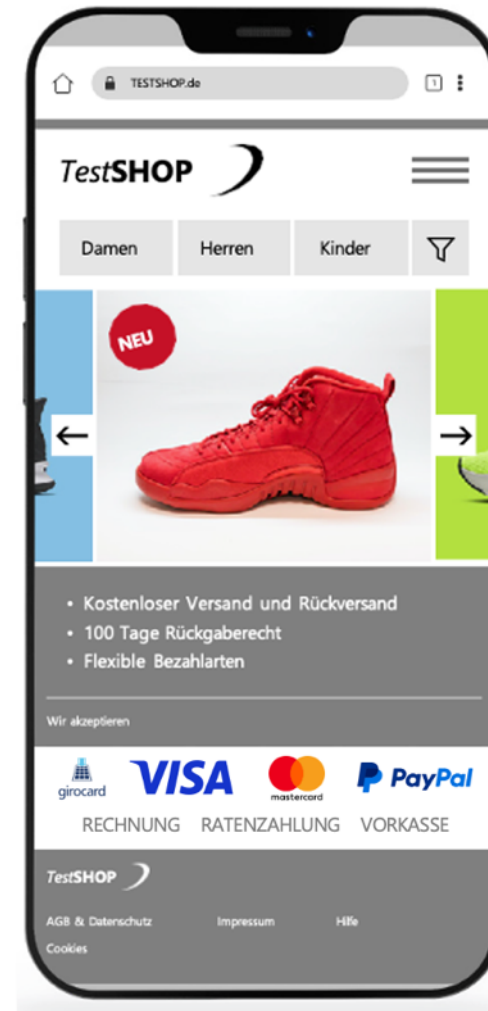 TESTSHOP.de
1
TestSHOP
Damen Herren Kinder
NEU
• Kostenloser Versand und Rückversand
• 100 Tage Rückgaberecht
• Flexible Bezahlarten
Wir akzeptieren
girocard VISA mastercard PayPal
RECHNUNG RATENZAHLUNG VORKASSE
TestSHOP
AGB & Datenschutz Impressum Hilfe
Cookies